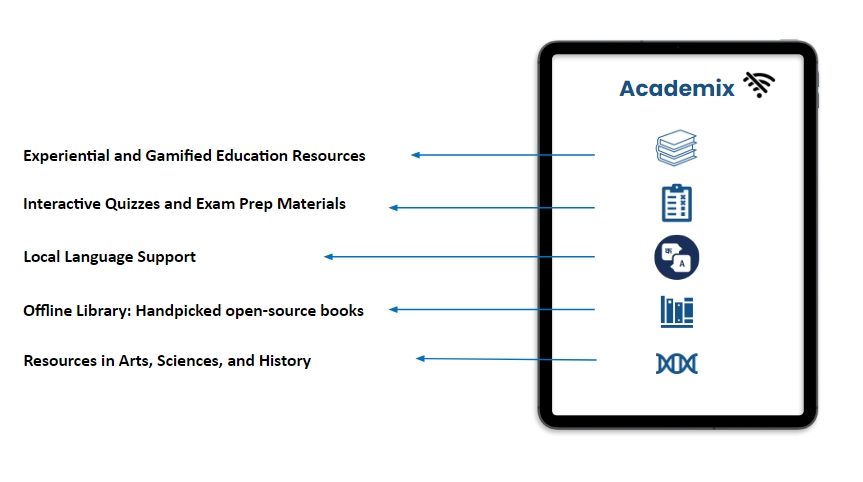 Academix
Experiential and Gamified Education Resources
Interactive Quizzes and Exam Prep Materials
Local Language Support
क
A
Offline Library: Handpicked open-source books
Resources in Arts, Sciences, and History